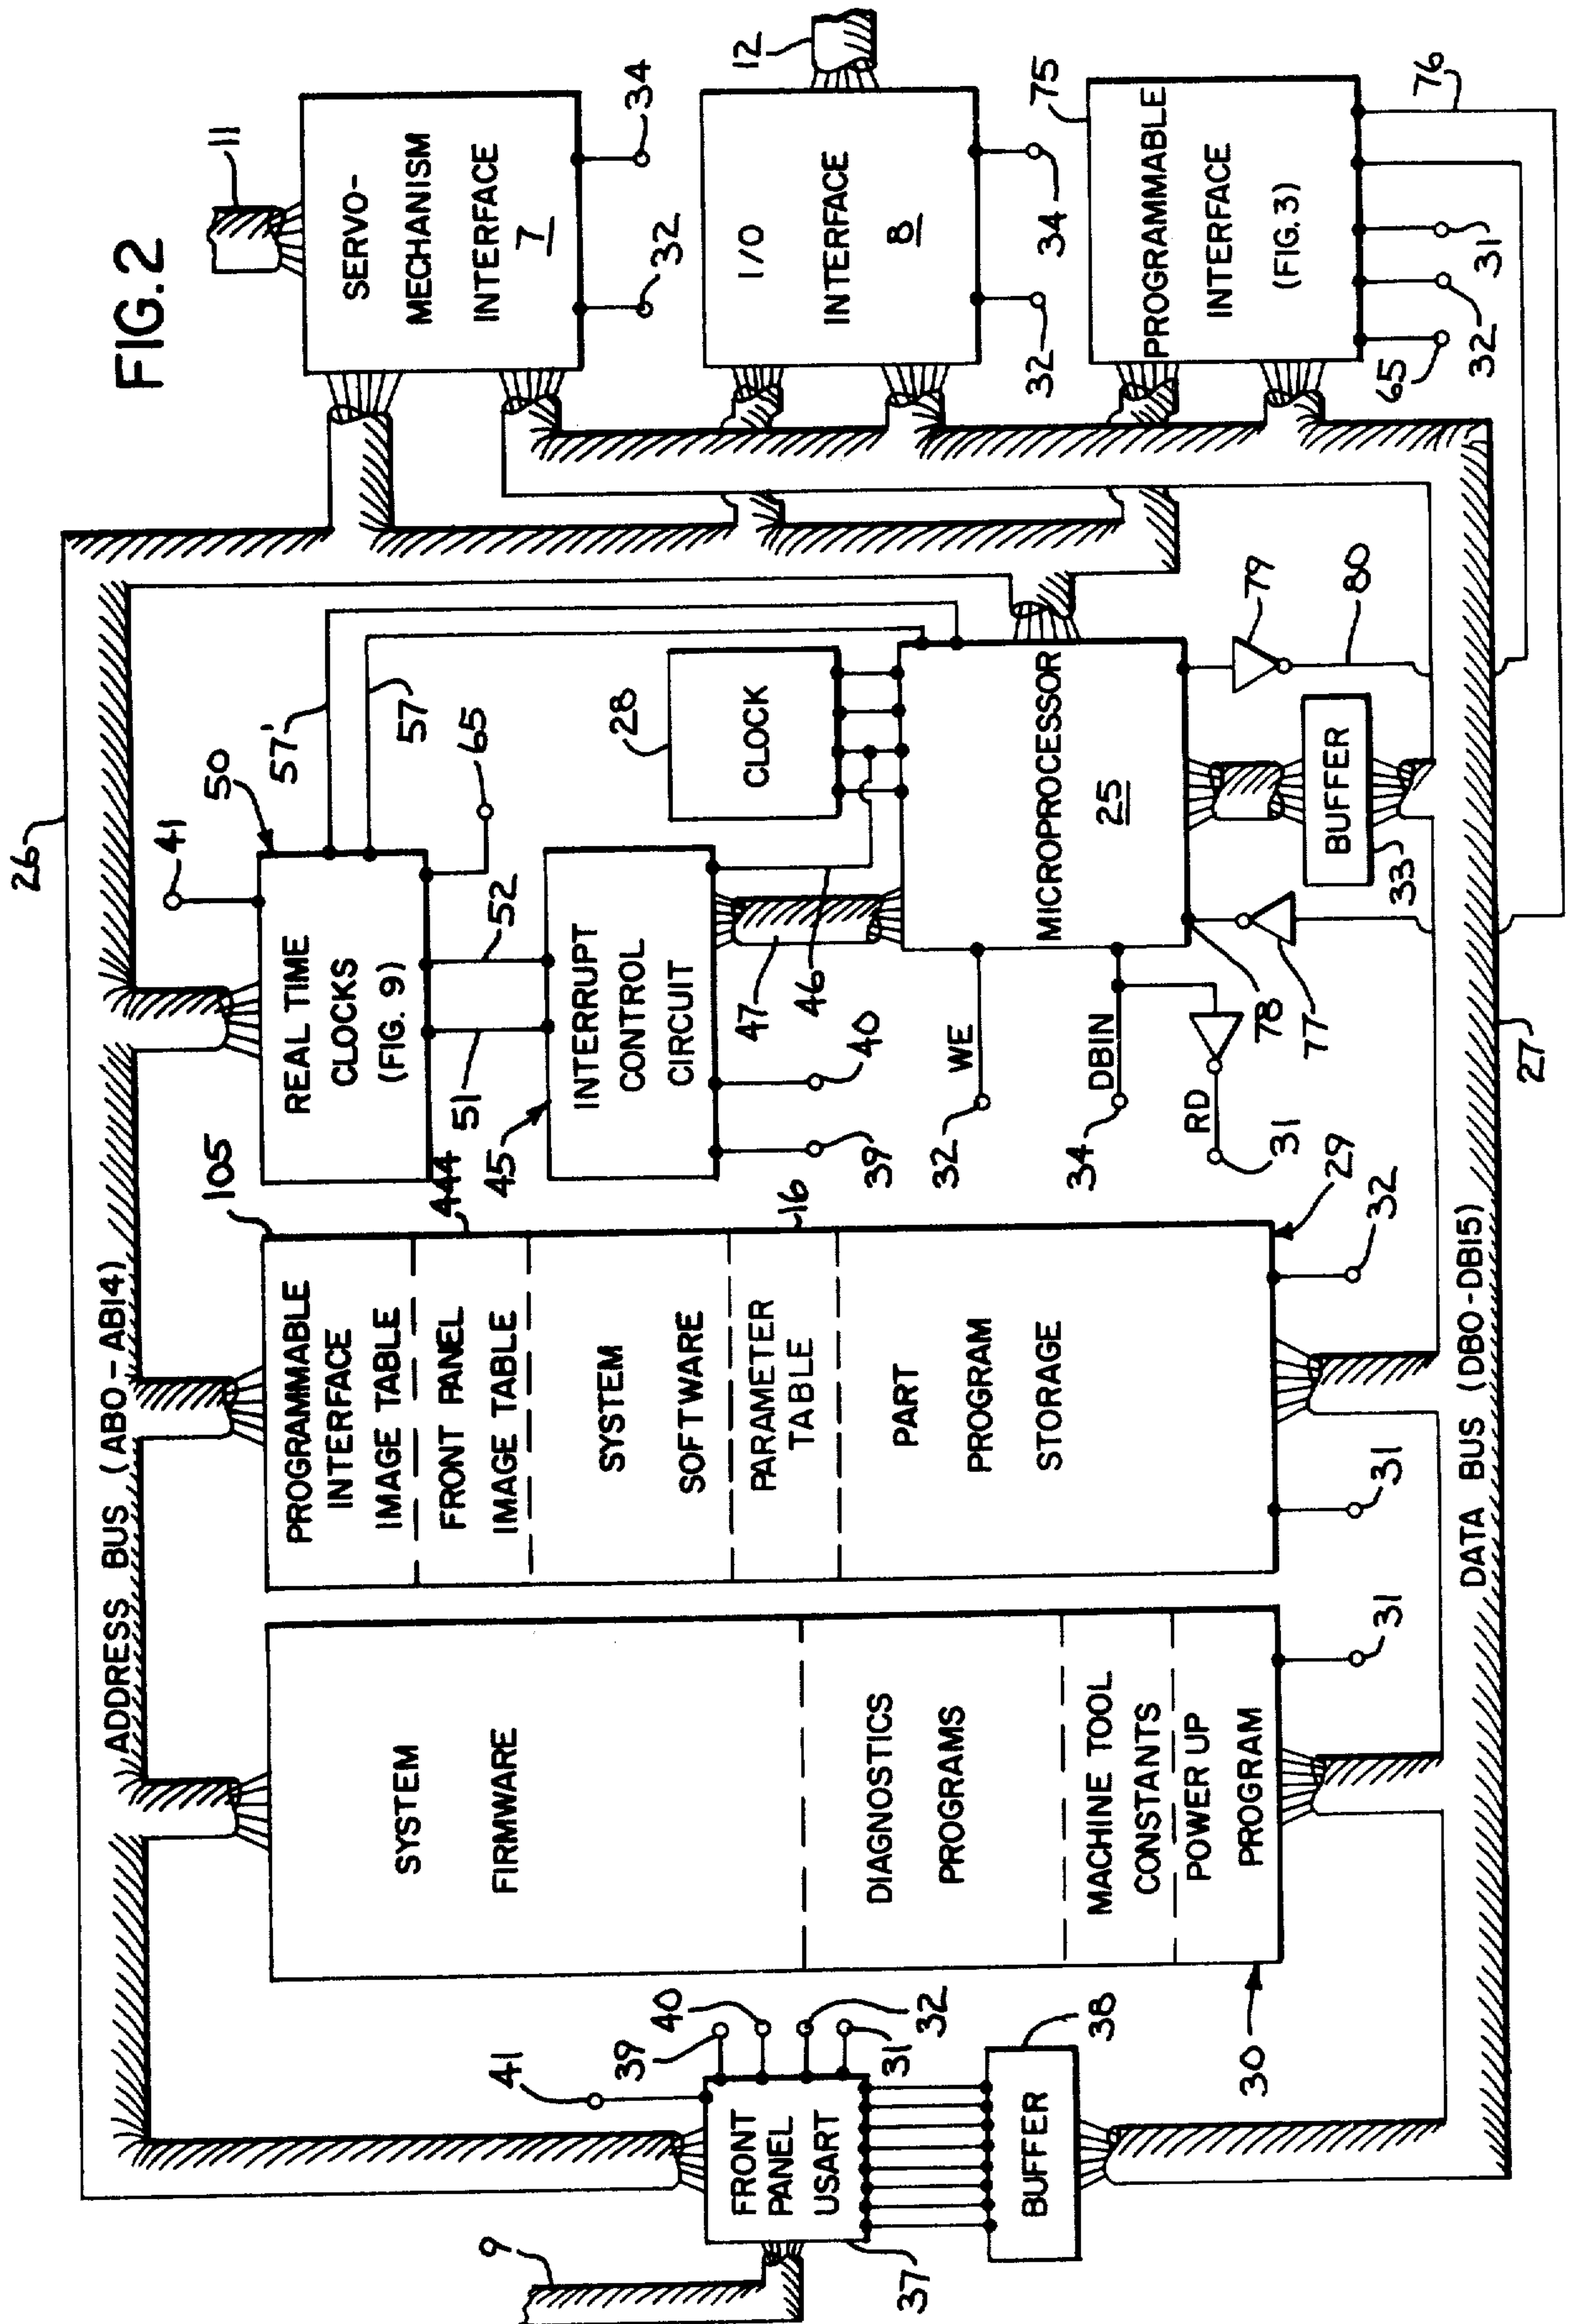 FIG. 2
26
ADDRESS BUS (AB0-AB14)
9
FRONT
PANEL
USART
37
41
39
40
32
31
BUFFER
38
SYSTEM
FIRMWARE
DIAGNOSTICS
PROGRAMS
MACHINE TOOL
CONSTANTS
POWER UP
PROGRAM
30
31
105
PROGRAMMABLE
INTERFACE
IMAGE TABLE
444
FRONT PANEL
IMAGE TABLE
SYSTEM
SOFTWARE
16
PARAMETER
TABLE
PART
PROGRAM
STORAGE
29
31
32
41
50
REAL TIME
CLOCKS
(FIG. 9)
57'
57
65
51
52
45
INTERRUPT
CONTROL
CIRCUIT
39
40
47
46
28
CLOCK
MICROPROCESSOR
25
WE
32
DBIN
34
RD
31
78
77
BUFFER
33
79
80
11
SERVO-
MECHANISM
INTERFACE
7
32
34
12
I/O
INTERFACE
8
32
34
75
PROGRAMMABLE
INTERFACE
(FIG. 3)
65
32
31
76
DATA BUS (DB0-DB15)
27